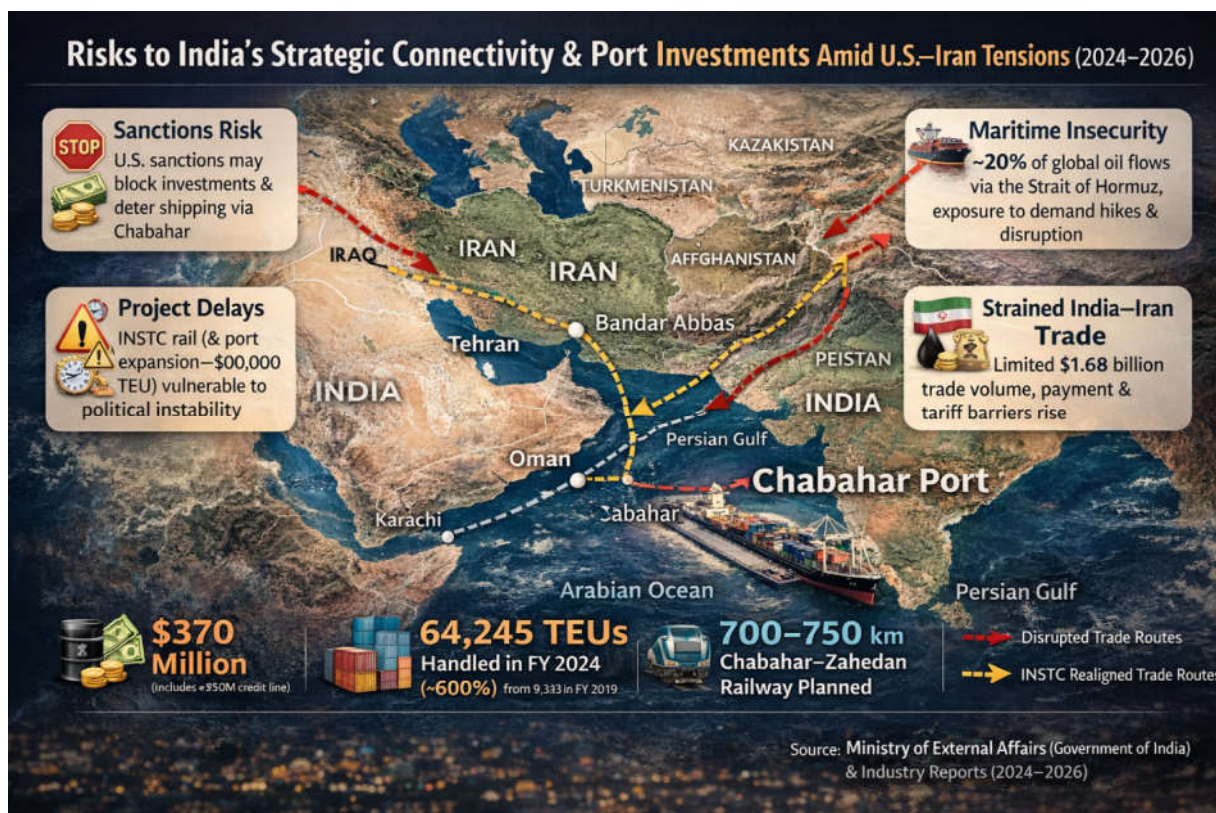 Risks to India's Strategic Connectivity & Port Investments Amid U.S.–Iran Tensions (2024–2026)
STOP
Sanctions Risk
U.S. sanctions may
block investments &
deter shipping via
Chabahar
Maritime Insecurity
~20% of global oil flows
via the Strait of Hormuz,
exposure to demand hikes &
disruption
KAZAKISTAN
TURKMENISTAN
IRAQ
IRAN
IRAN
AFFGHANISTAN
Project Delays
INSTC rail (& port
expansion—$00,000
TEU) vulnerable to
political instability
Strained India–Iran
Trade
Limited $1.68 billion
trade volume, payment &
tariff barriers rise
Bandar Abbas
Tehran
PEISTAN
INDIA
INDIA
Persian Gulf
Oman
Chabahar Port
Karachi
Arabian Ocean
Persian Gulf
$370
Million
(includes
credit line)
64,245 TEUs
Handled in FY 2024
(~600%) from 9,333 in FY 2019
700–750 km
Chabahar–Zahedan
Railway Planned
Disrupted Trade Routes
INSTC Realigned Trade Routes
Source: Ministry of External Affairs (Government of India)
& Industry Reports (2024–2026)